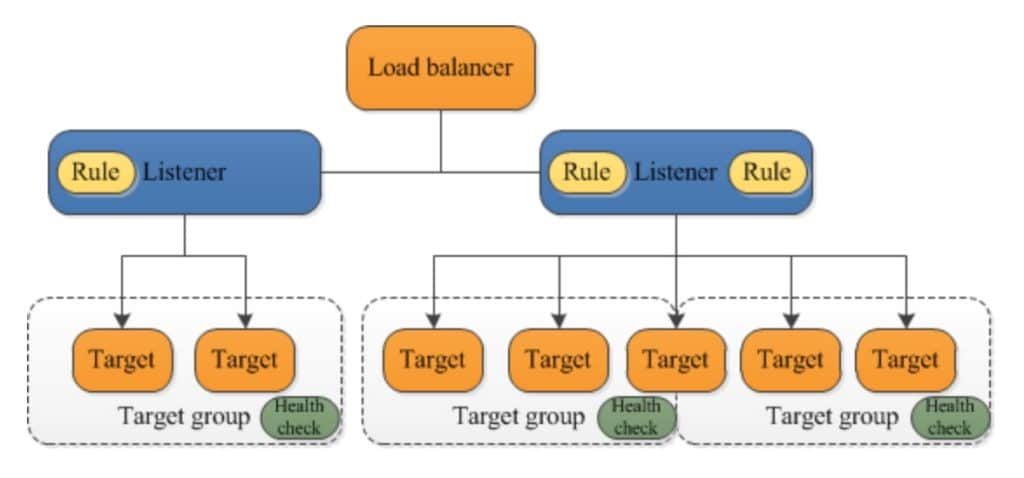 Load balancer
Rule Listener
Rule Listener Rule
Target Target
Target Target Target Target Target
Target group Health
check
Target group Health
check
Target group Health
check